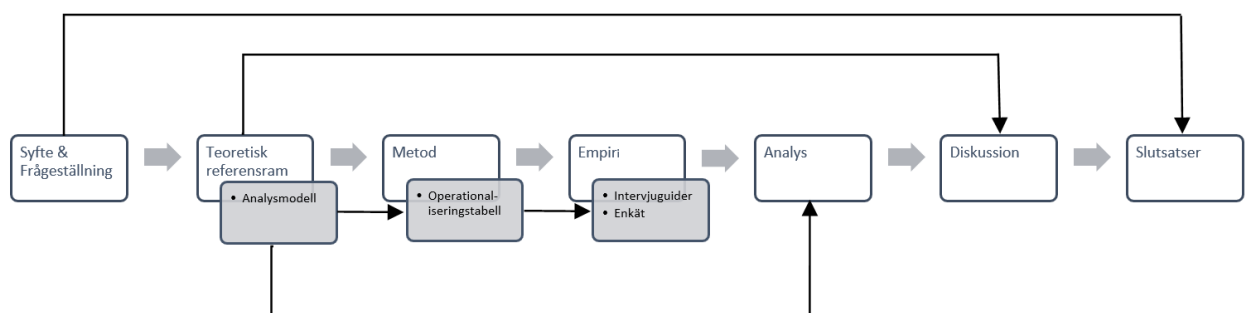 Syfte &
Frågeställning
Teoretisk
referensram
• Analysmodell
Metod
• Operational-
iseringstabell
Empiri
• Intervjuguider
• Enkät
Analys
Diskussion
Slutsatser